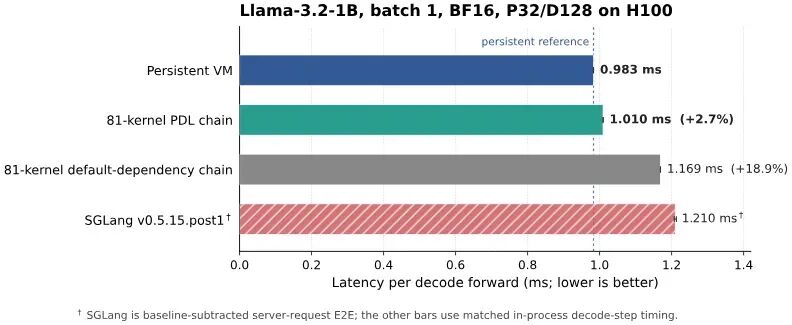 Llama-3.2-1B, batch 1, BF16, P32/D128 on H100
persistent reference
Persistent VM
0.983 ms
81-kernel PDL chain
1.010 ms (+2.7%)
81-kernel default-dependency chain
1.169 ms (+18.9%)
SGLang v0.5.15.post1†
1.210 ms†
0.0 0.2 0.4 0.6 0.8 1.0 1.2 1.4
Latency per decode forward (ms; lower is better)
† SGLang is baseline-subtracted server-request E2E; the other bars use matched in-process decode-step timing.